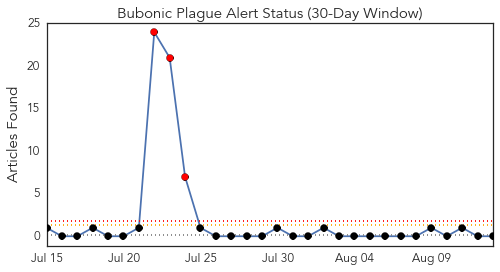 Bubonic Plague Alert Status (30-Day Window)
Articles Found
25
20
15
10
5
0
Jul 15 Jul 20 Jul 25 Jul 30 Aug 04 Aug 09